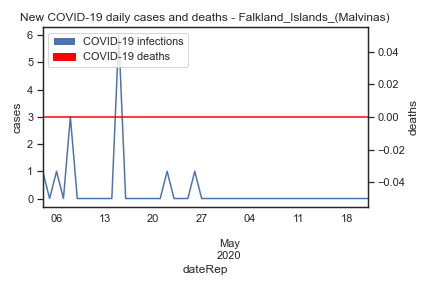 New COVID-19 daily cases and deaths - Falkland_Islands_(Malvinas)
COVID-19 infections
COVID-19 deaths
cases
6
5
4
3
2
1
0
deaths
0.04
0.02
0.00
−0.02
−0.04
06 13 20 27 04 11 18
May
2020
dateRep